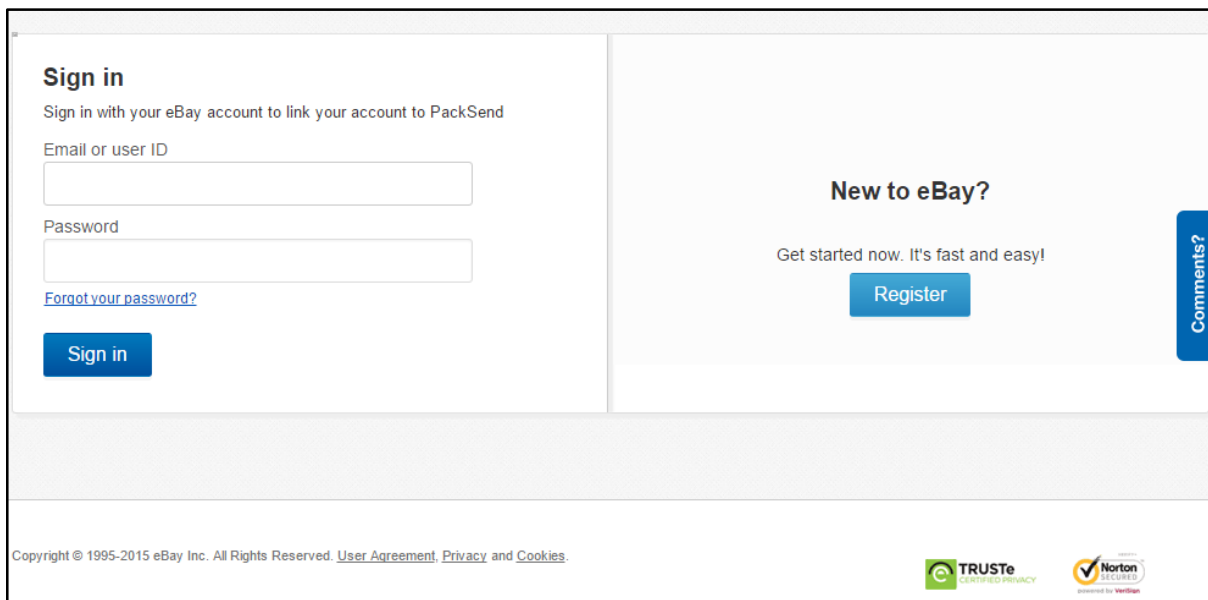 Sign in
Sign in with your eBay account to link your account to PackSend
Email or user ID
Password
Forgot your password?
Sign in
New to eBay?
Get started now. It's fast and easy!
Register
Comments?
Copyright © 1995-2015 eBay Inc. All Rights Reserved. User Agreement, Privacy and Cookies.
TRUSTe
CERTIFIED PRIVACY
Norton
SECURED
powered by VeriSign